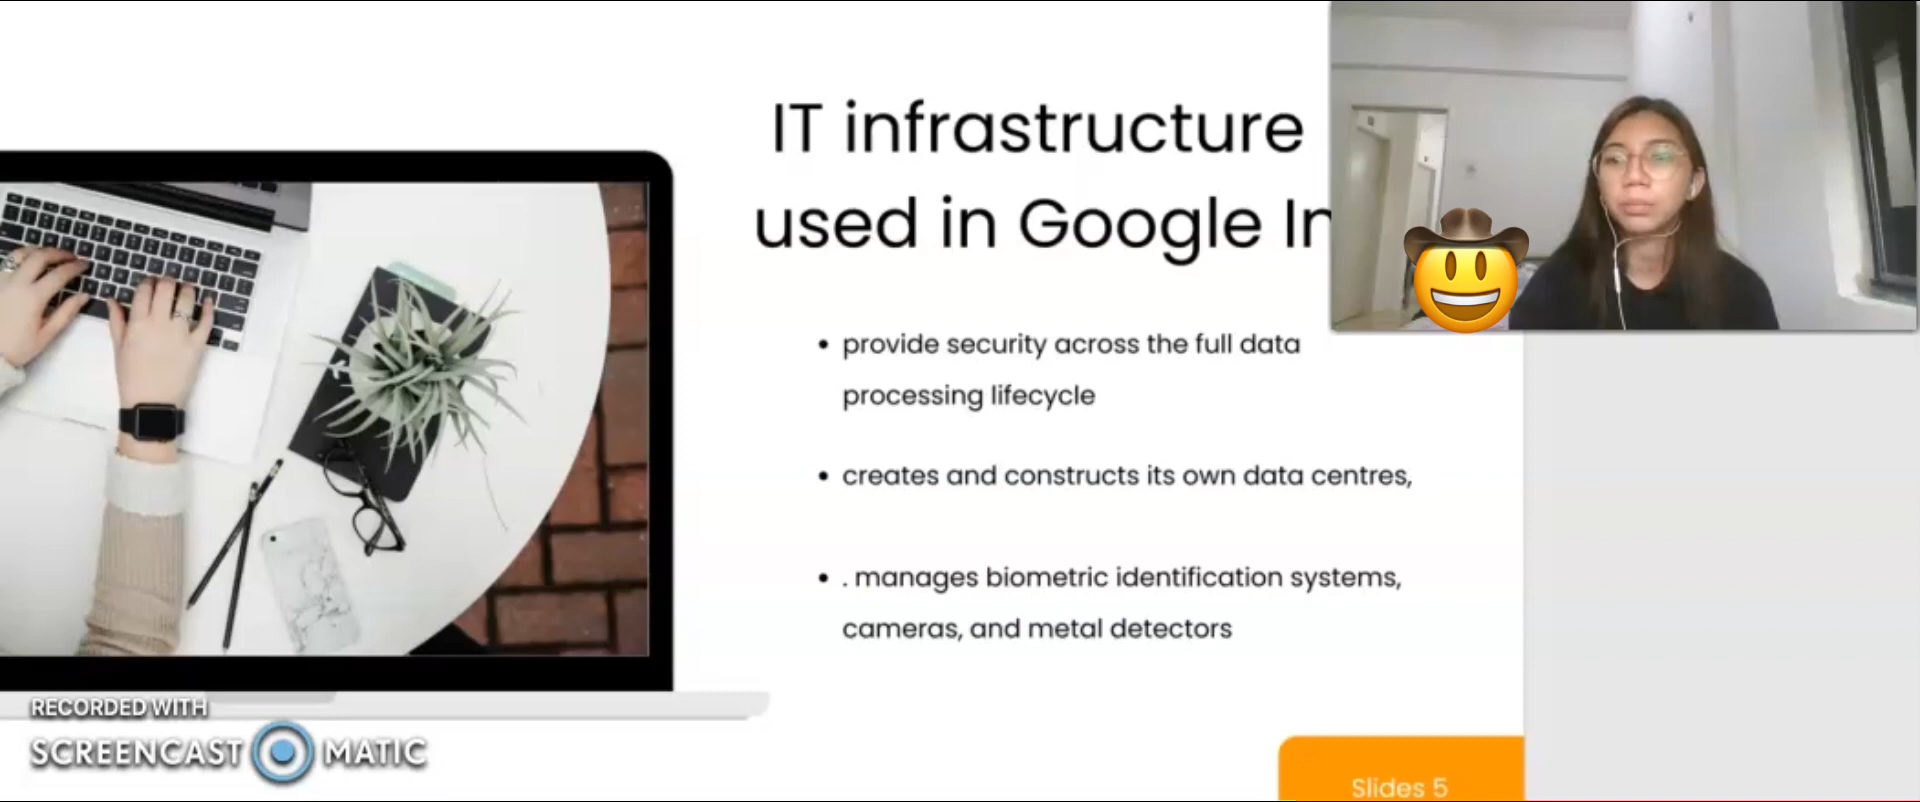 IT infrastructure
used in Google In
• provide security across the full data
processing lifecycle
• creates and constructs its own data centres,
• . manages biometric identification systems,
cameras, and metal detectors
RECORDED WITH
SCREENCAST MATIC
Slides 5